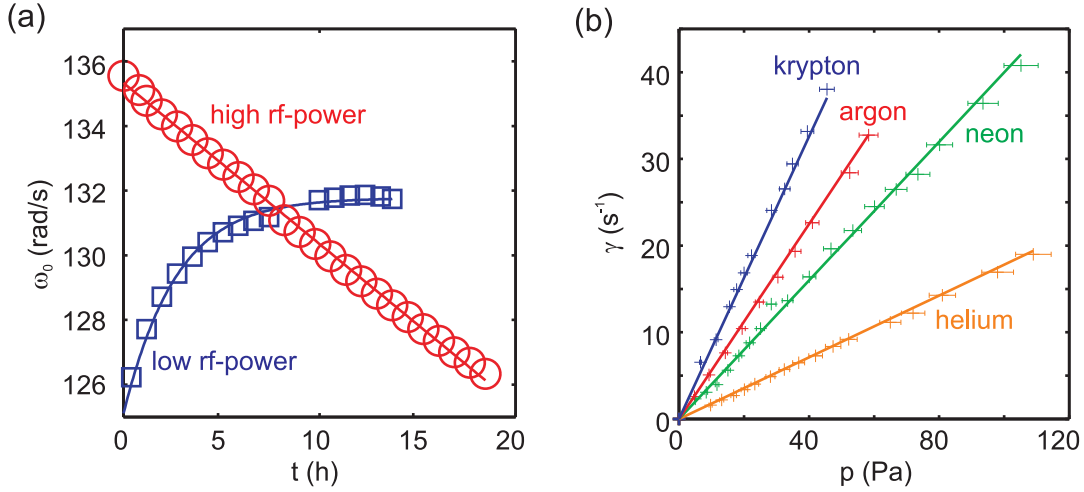 (a)
136
134
132
130
128
126
ω₀ (rad/s)
high rf-power
low rf-power
0
5
10
15
20
t (h)
(b)
40
30
20
10
0
γ (s⁻¹)
krypton
argon
neon
helium
0
40
80
120
p (Pa)